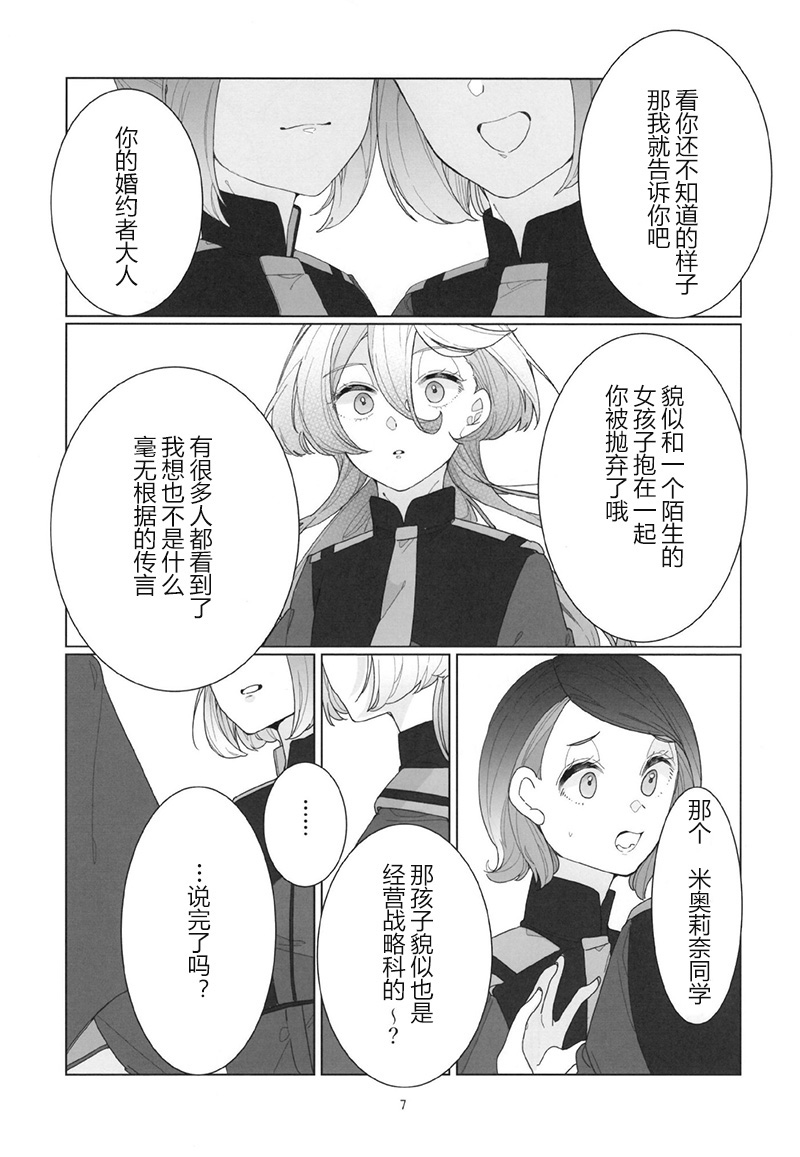 看你还不知道的样子
那我就告诉你吧
你的婚约者大人
貌似和一个陌生的
女孩子抱在一起
你被抛弃了哦
有很多人都看到了
我想也不是什么
毫无根据的传言
那个 米奥莉奈同学
那孩子貌似也是
经营战略科的～？
……
…说完了吗？
7